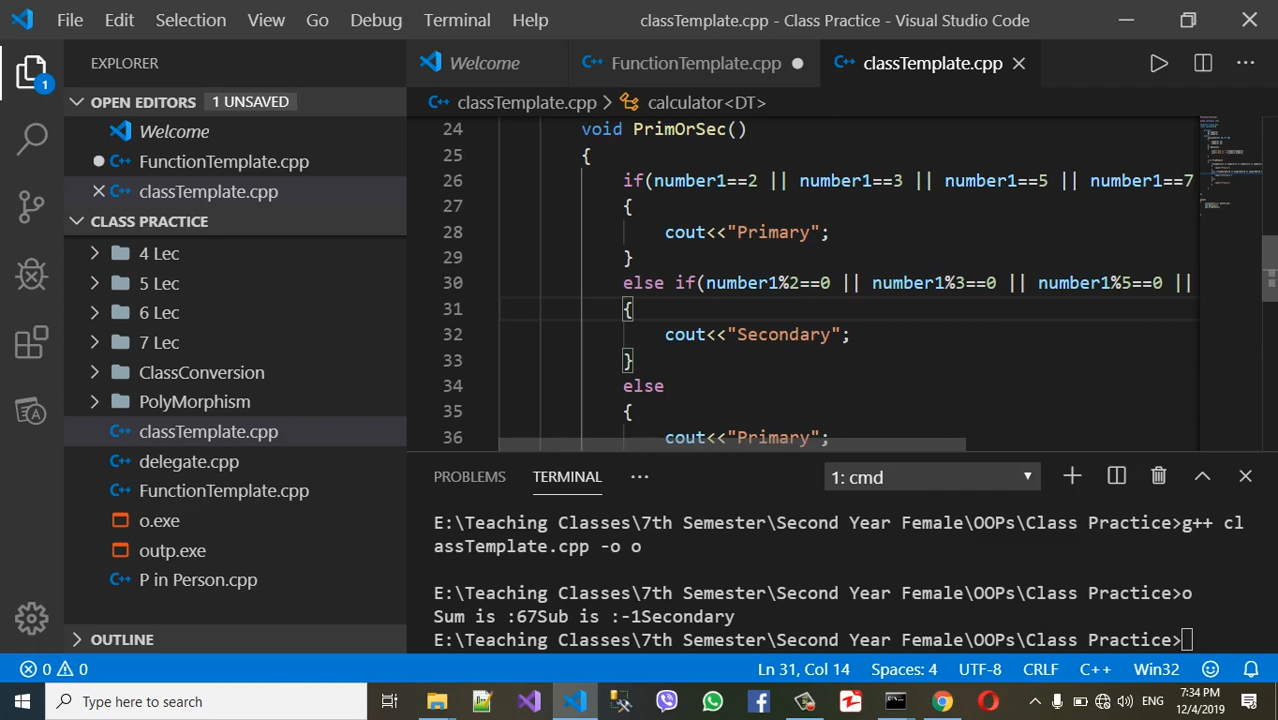 File Edit Selection View Go Debug Terminal Help classTemplate.cpp - Class Practice - Visual Studio Code
EXPLORER
1
OPEN EDITORS 1 UNSAVED
Welcome
FunctionTemplate.cpp
classTemplate.cpp
CLASS PRACTICE
4 Lec
5 Lec
6 Lec
7 Lec
ClassConversion
PolyMorphism
classTemplate.cpp
delegate.cpp
FunctionTemplate.cpp
o.exe
outp.exe
P in Person.cpp
OUTLINE
Welcome FunctionTemplate.cpp classTemplate.cpp
classTemplate.cpp > calculator<DT>
24 void PrimOrSec()
25 {
26 if(number1==2 || number1==3 || number1==5 || number1==7
27 {
28 cout<<"Primary";
29 }
30 else if(number1%2==0 || number1%3==0 || number1%5==0 ||
31 {
32 cout<<"Secondary";
33 }
34 else
35 {
36 cout<<"Primary";
PROBLEMS TERMINAL 1: cmd
E:\Teaching Classes\7th Semester\Second Year Female\OOPs\Class Practice>g++ cl
assTemplate.cpp -o o
E:\Teaching Classes\7th Semester\Second Year Female\OOPs\Class Practice>o
Sum is :67Sub is :-1Secondary
E:\Teaching Classes\7th Semester\Second Year Female\OOPs\Class Practice>
0 0 Ln 31, Col 14 Spaces: 4 UTF-8 CRLF C++ Win32
Type here to search ENG 7:34 PM
12/4/2019